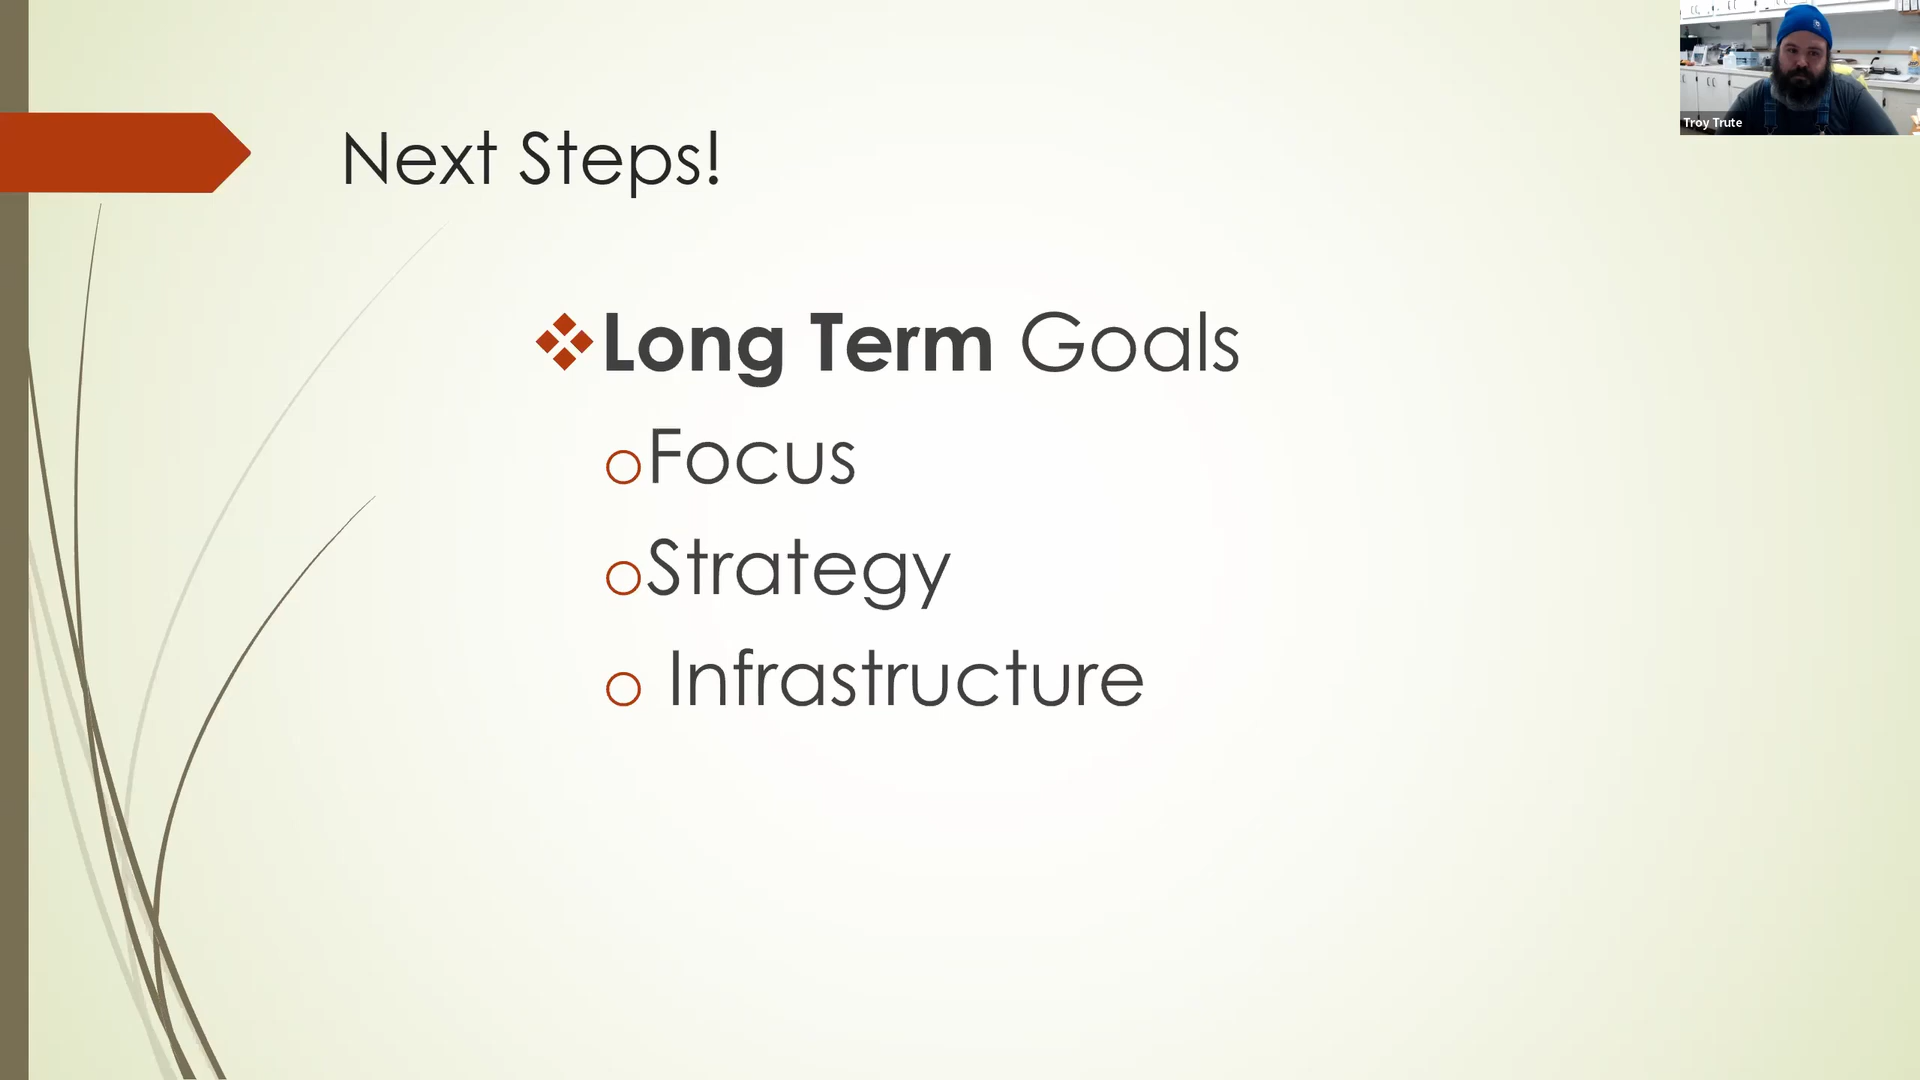 Next Steps!
Troy Trute
Long Term Goals
Focus
Strategy
Infrastructure